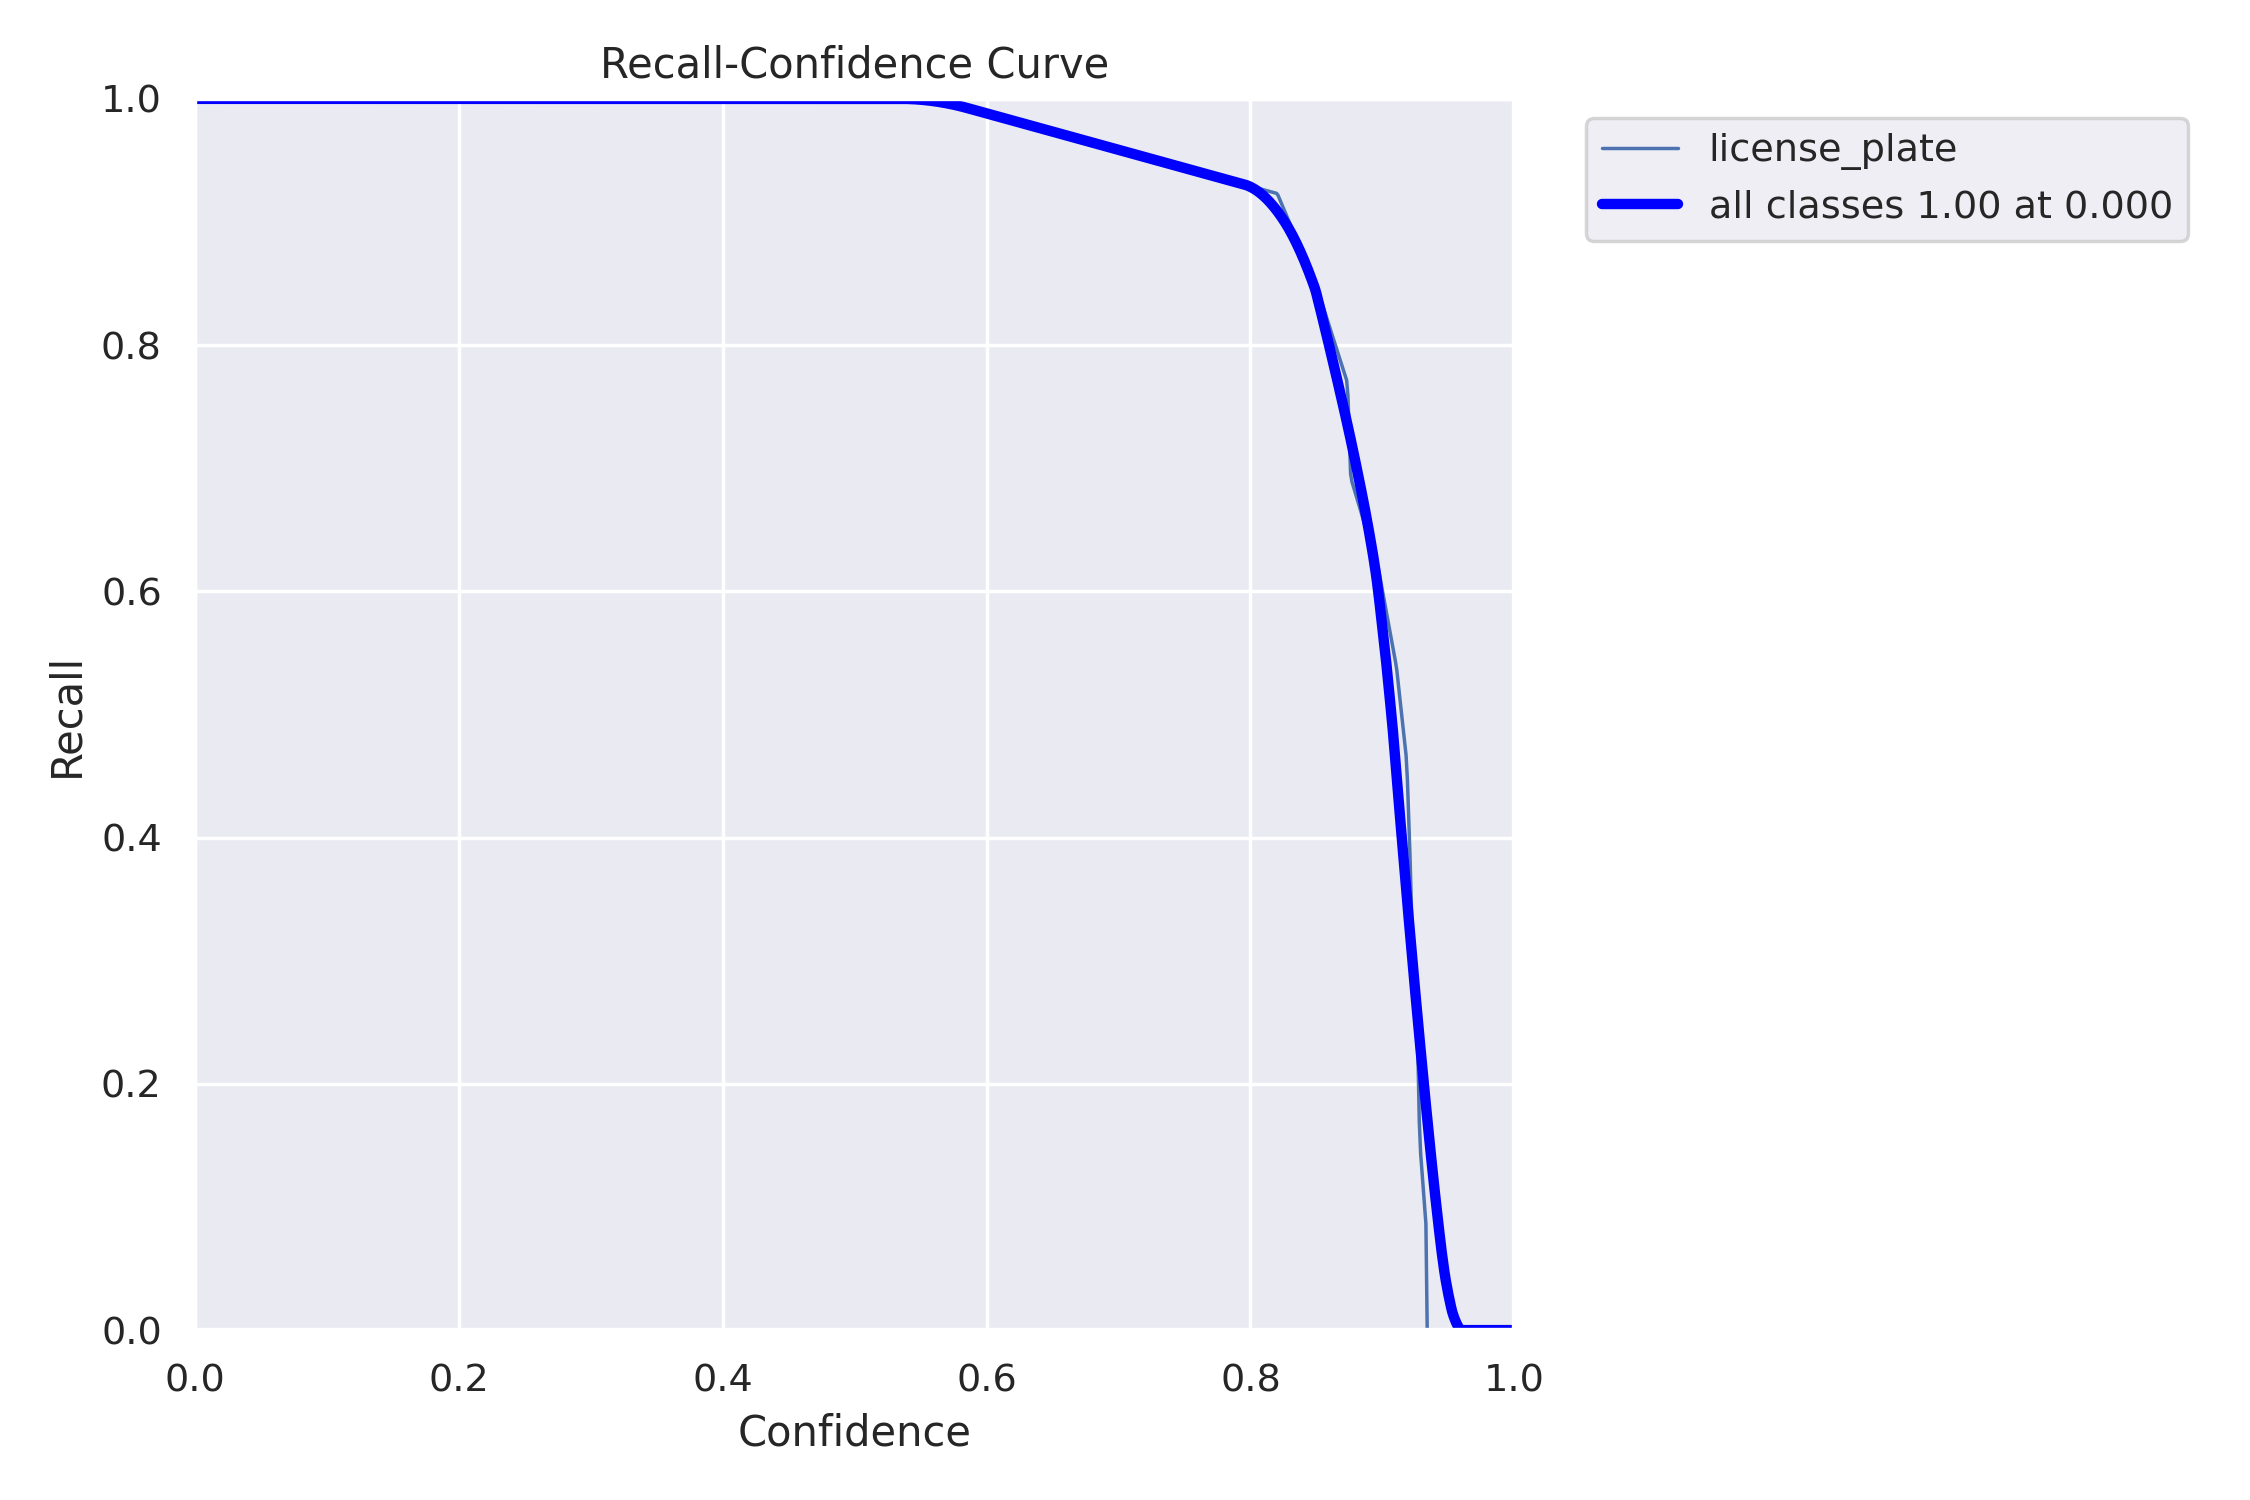 Recall-Confidence Curve
1.0
0.8
0.6
0.4
0.2
0.0
Recall
0.0 0.2 0.4 0.6 0.8 1.0
Confidence
license_plate
all classes 1.00 at 0.000